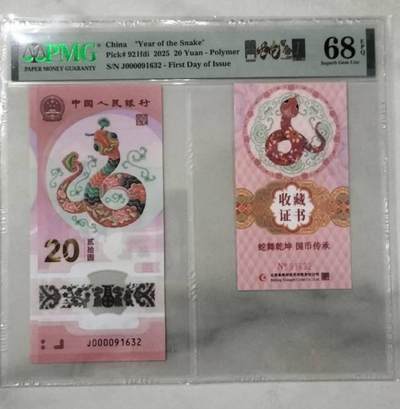 PMG
PAPER MONEY GUARANTY
China "Year of the Snake"
Pick# 921fdi 2025 20 Yuan - Polymer
S/N J000091632 - First Day of Issue
68 EPQ
Superb Gem Unc
中国人民银行
20 贰拾圆
J000091632
收藏
证书
蛇舞乾坤 国币传承
Nº 91632